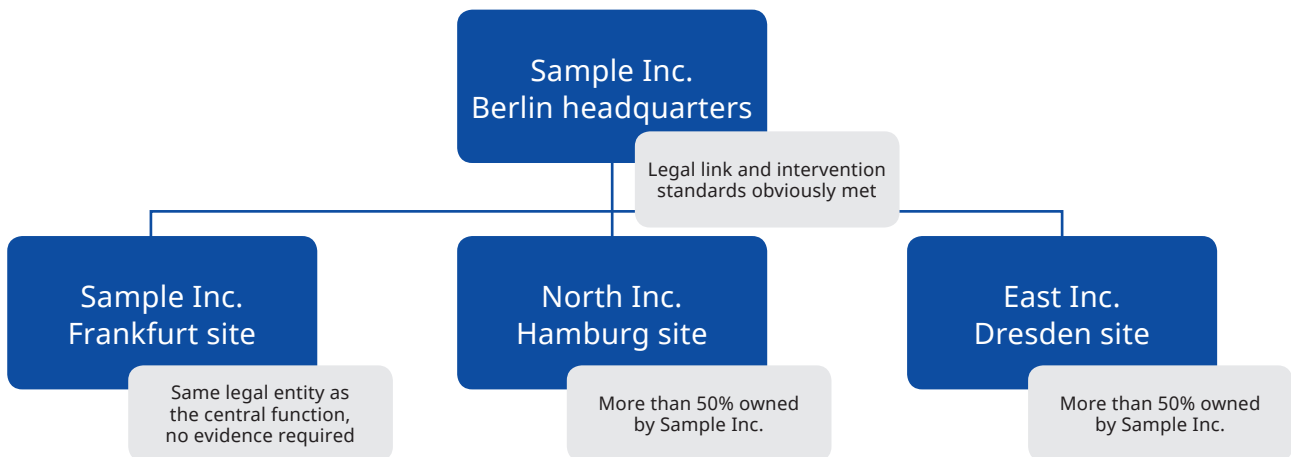 Sample Inc.
Berlin headquarters
Legal link and intervention
standards obviously met
Sample Inc.
Frankfurt site
Same legal entity as
the central function,
no evidence required
North Inc.
Hamburg site
More than 50% owned
by Sample Inc.
East Inc.
Dresden site
More than 50% owned
by Sample Inc.